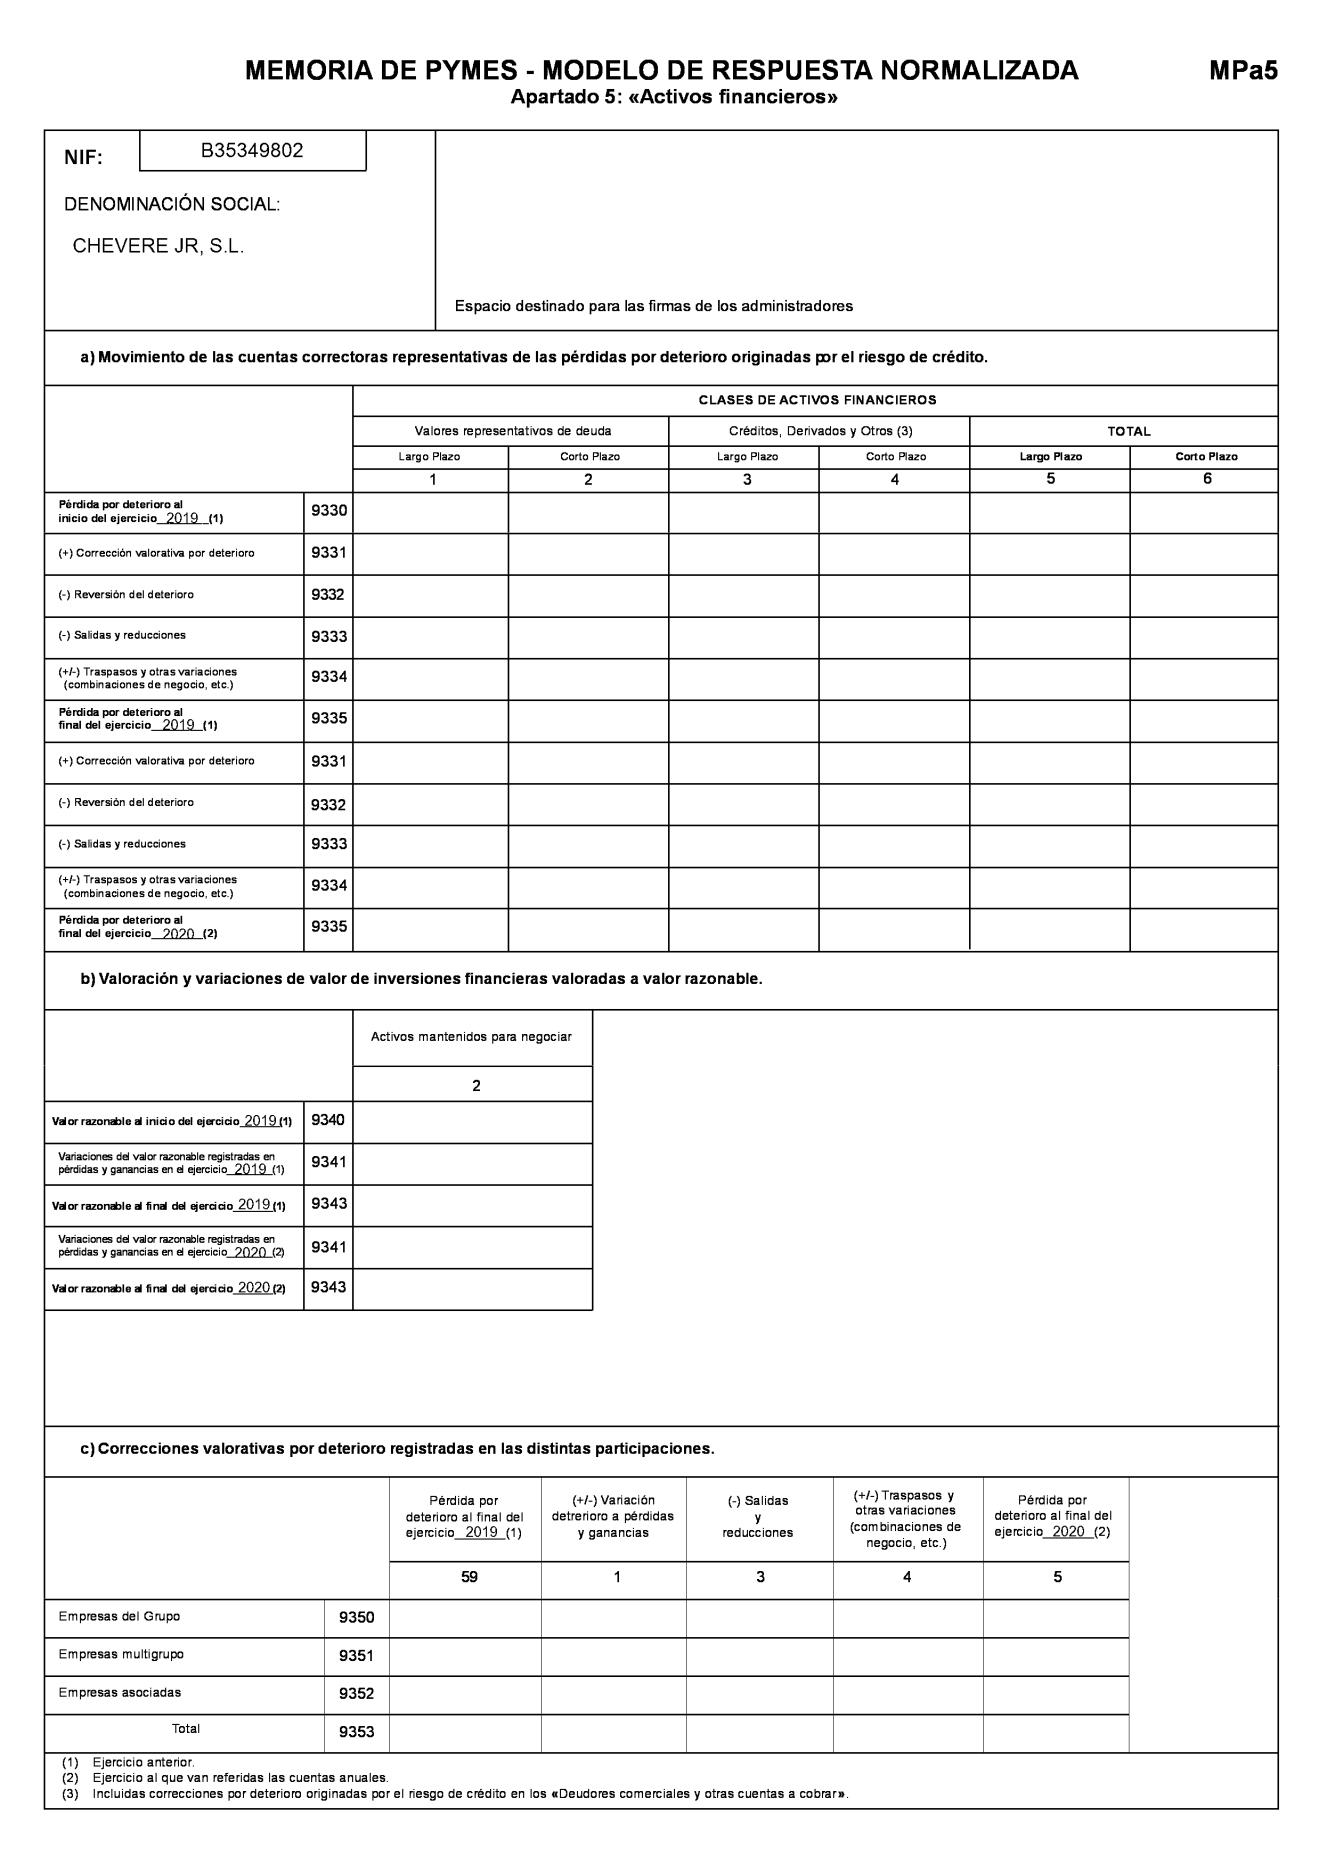 MEMORIA DE PYMES - MODELO DE RESPUESTA NORMALIZADA MPa5
Apartado 5: «Activos financieros»
NIF: B35349802
DENOMINACIÓN SOCIAL:
CHEVERE JR, S.L.
Espacio destinado para las firmas de los administradores
a) Movimiento de las cuentas correctoras representativas de las pérdidas por deterioro originadas por el riesgo de crédito.
CLASES DE ACTIVOS FINANCIEROS
Valores representativos de deuda Créditos, Derivados y Otros (3) TOTAL
Largo Plazo Corto Plazo Largo Plazo Corto Plazo Largo Plazo Corto Plazo
1 2 3 4 5 6
Pérdida por deterioro al
inicio del ejercicio 2019 (1) 9330
(+) Corrección valorativa por deterioro 9331
(-) Reversión del deterioro 9332
(-) Salidas y reducciones 9333
(+/-) Traspasos y otras variaciones
(combinaciones de negocio, etc.) 9334
Pérdida por deterioro al
final del ejercicio 2019 (1) 9335
(+) Corrección valorativa por deterioro 9331
(-) Reversión del deterioro 9332
(-) Salidas y reducciones 9333
(+/-) Traspasos y otras variaciones
(combinaciones de negocio, etc.) 9334
Pérdida por deterioro al
final del ejercicio 2020 (2) 9335
b) Valoración y variaciones de valor de inversiones financieras valoradas a valor razonable.
Activos mantenidos para negociar
2
Valor razonable al inicio del ejercicio 2019 (1) 9340
Variaciones del valor razonable registradas en
pérdidas y ganancias en el ejercicio 2019 (1) 9341
Valor razonable al final del ejercicio 2019 (1) 9343
Variaciones del valor razonable registradas en
pérdidas y ganancias en el ejercicio 2020 (2) 9341
Valor razonable al final del ejercicio 2020 (2) 9343
c) Correcciones valorativas por deterioro registradas en las distintas participaciones.
Pérdida por
deterioro al final del
ejercicio 2019 (1)
(+/-) Variación
detrerioro a pérdidas
y ganancias
(-) Salidas
y
reducciones
(+/-) Traspasos y
otras variaciones
(combinaciones de
negocio, etc.)
Pérdida por
deterioro al final del
ejercicio 2020 (2)
59 1 3 4 5
Empresas del Grupo 9350
Empresas multigrupo 9351
Empresas asociadas 9352
Total 9353
(1) Ejercicio anterior.
(2) Ejercicio al que van referidas las cuentas anuales.
(3) Incluidas correcciones por deterioro originadas por el riesgo de crédito en los «Deudores comerciales y otras cuentas a cobrar».